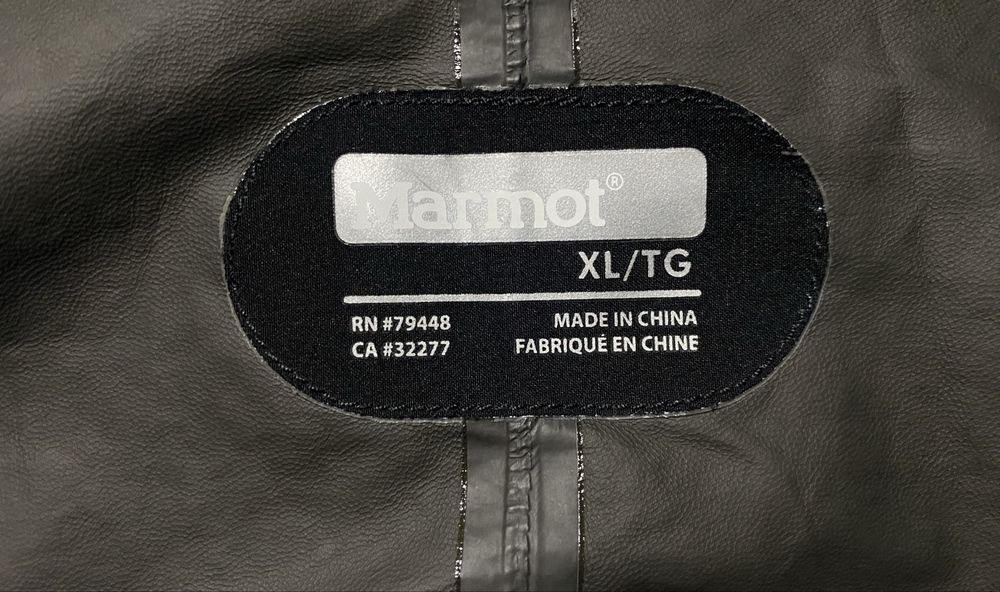 Marmot®
XL/TG
RN #79448
CA #32277
MADE IN CHINA
FABRIQUÉ EN CHINE